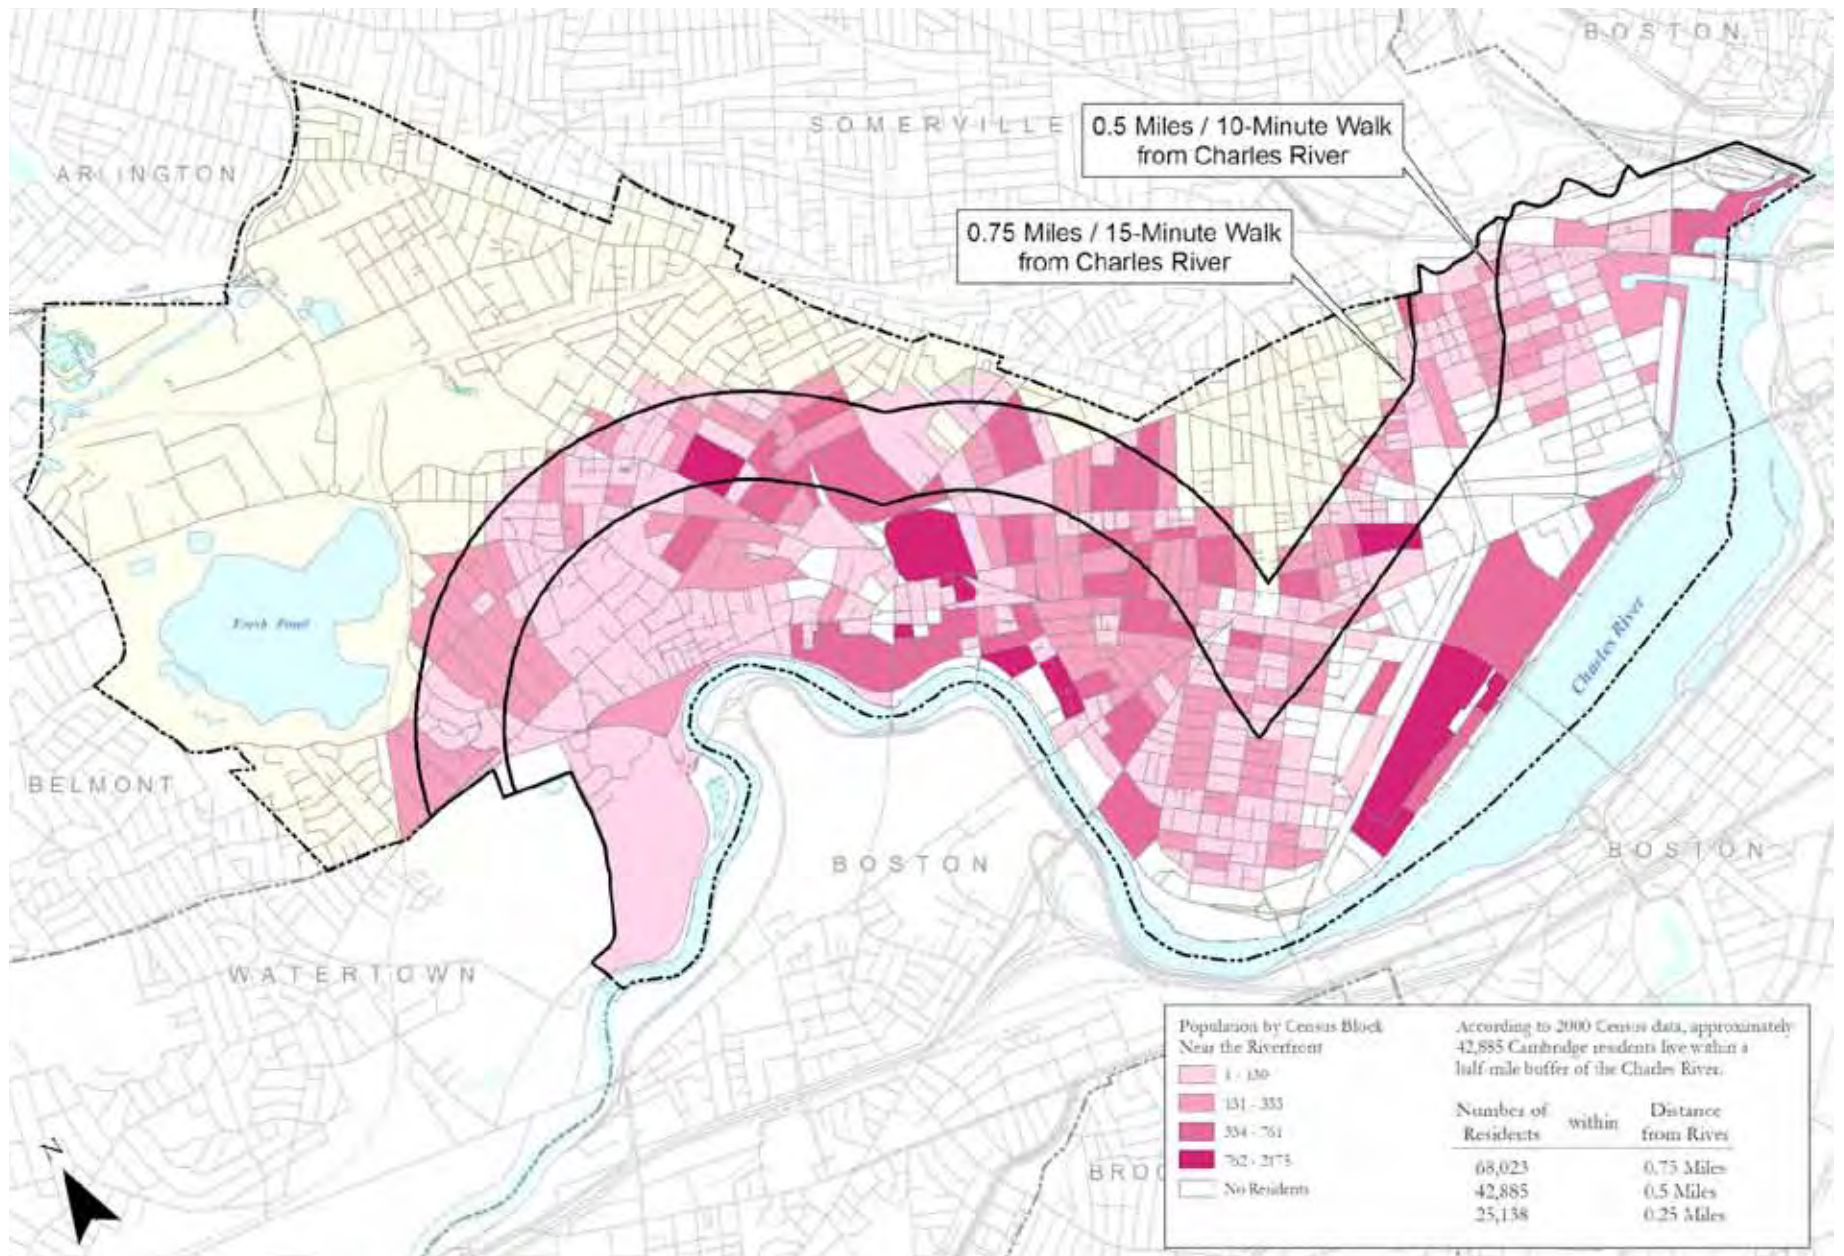 BOSTON
SOMERVILLE
ARLINGTON
0.5 Miles / 10-Minute Walk
from Charles River
0.75 Miles / 15-Minute Walk
from Charles River
Fresh Pond
Charles River
BELMONT
BOSTON
BOSTON
WATERTOWN
BROO
N
Population by Census Block
Near the Riverfront
1 - 130
131 - 333
334 - 761
762 - 2175
No Residents
According to 2000 Census data, approximately
42,885 Cambridge residents live within a
half-mile buffer of the Charles River.
Number of
Residents
within
Distance
from River
68,023 0.75 Miles
42,885 0.5 Miles
25,138 0.25 Miles